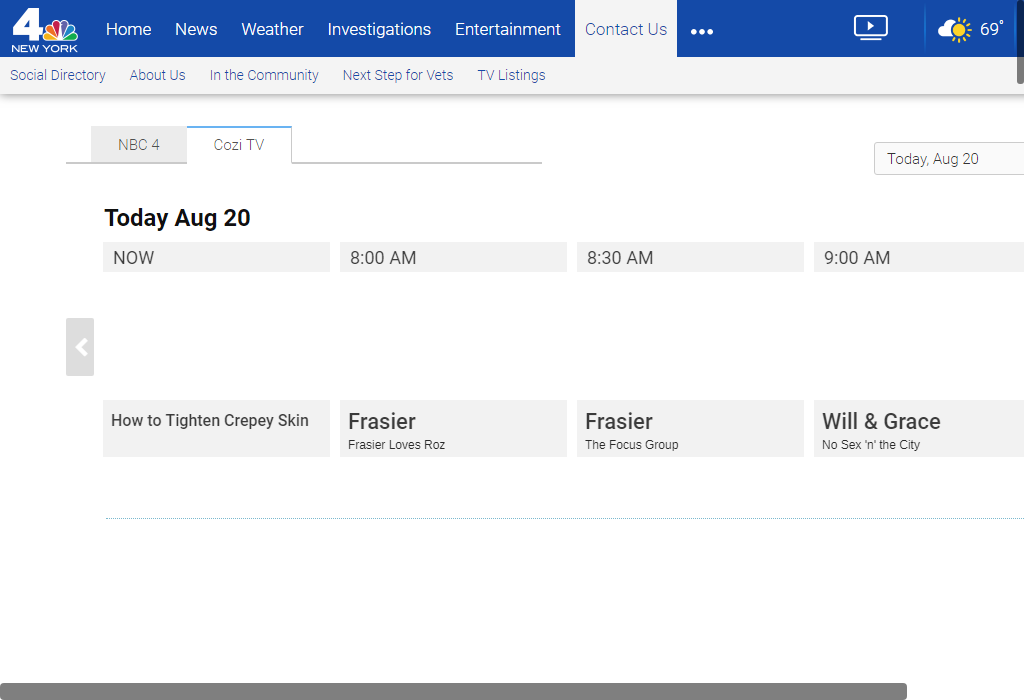 4
NEW YORK
Home News Weather Investigations Entertainment Contact Us ••• 69°
Social Directory About Us In the Community Next Step for Vets TV Listings
NBC 4 Cozi TV
Today, Aug 20
Today Aug 20
NOW 8:00 AM 8:30 AM 9:00 AM
How to Tighten Crepey Skin Frasier Frasier Will & Grace
Frasier Loves Roz The Focus Group No Sex 'n' the City